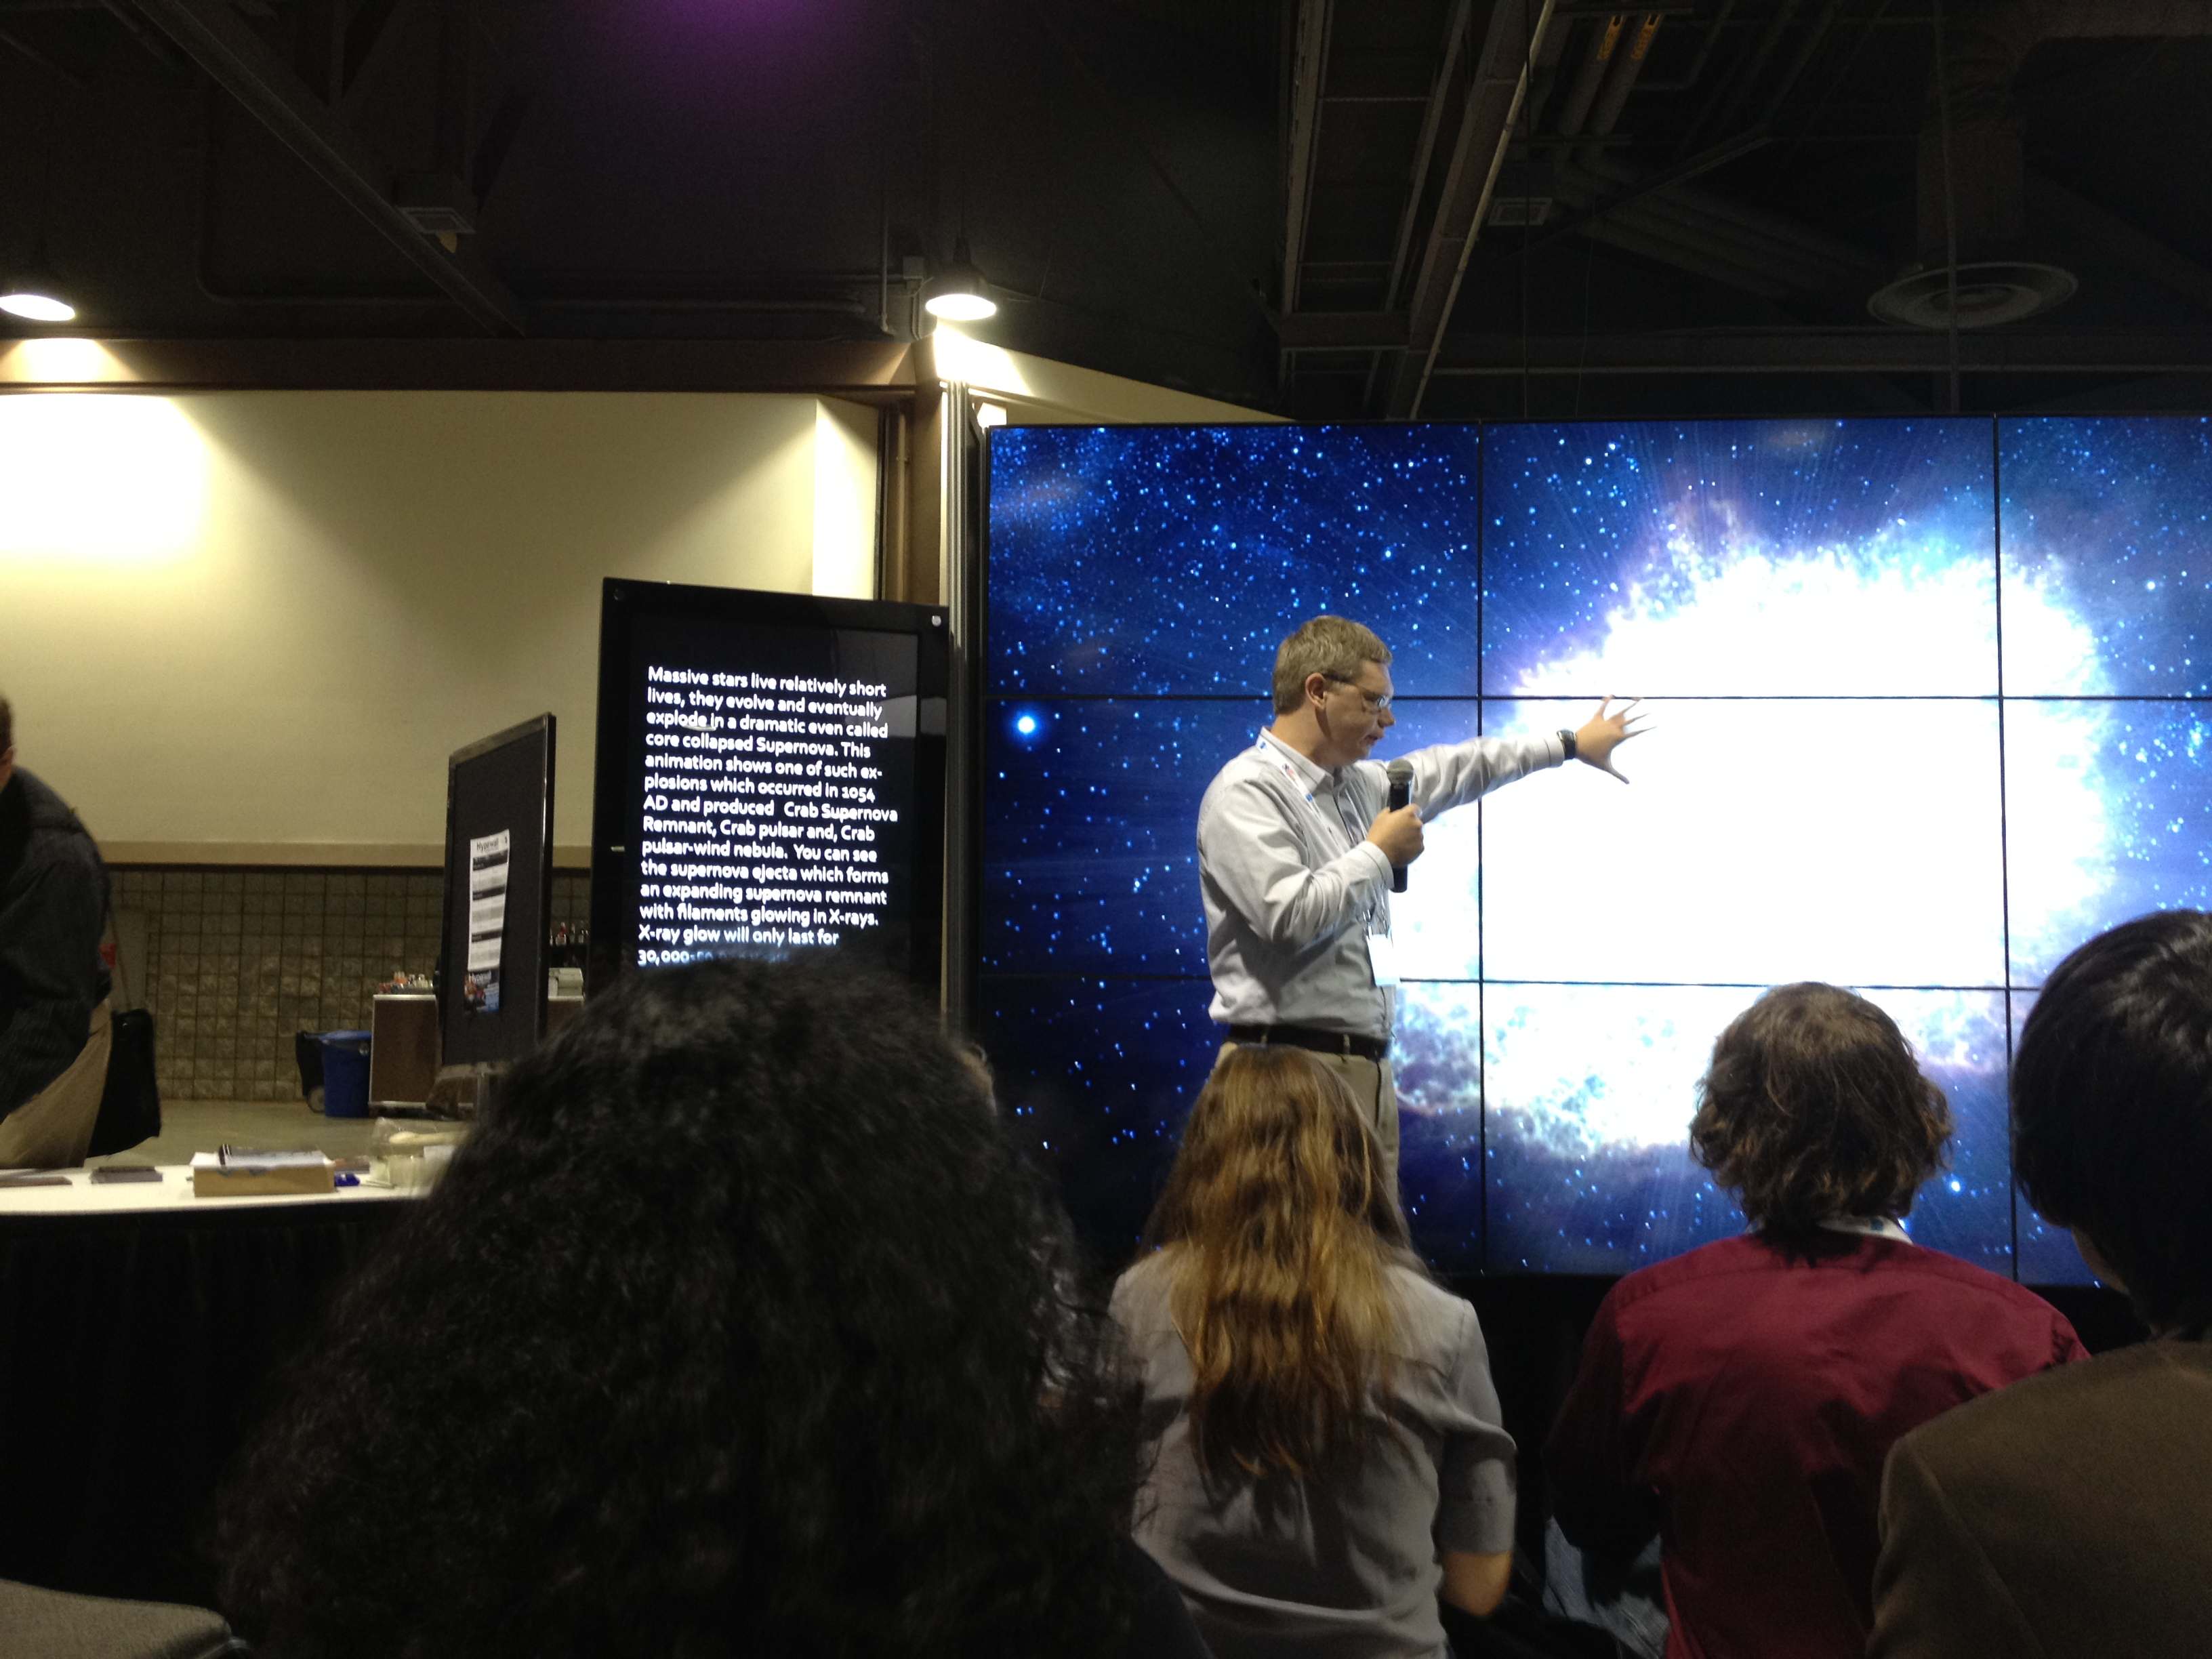 Massive stars live relatively short
lives, they evolve and eventually
explode in a dramatic even called
core collapsed Supernova. This
animation shows one of such ex-
plosions which occurred in 1054
AD and produced Crab Supernova
Remnant, Crab pulsar and, Crab
pulsar-wind nebula. You can see
the supernova ejecta which forms
an expanding supernova remnant
with filaments glowing in X-rays.
X-ray glow will only last for
30,000-
Hyperwall